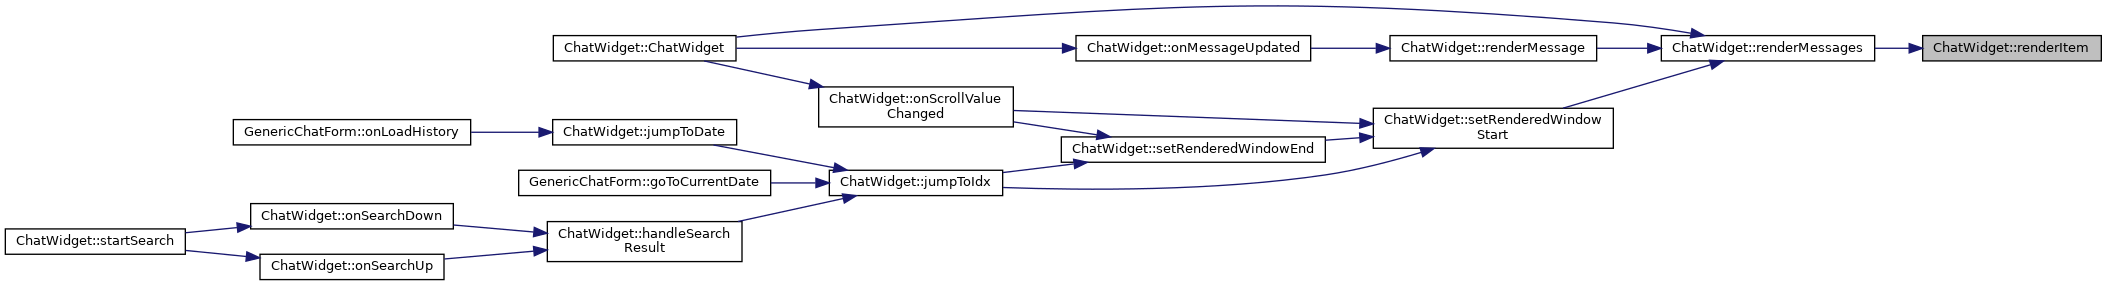 ChatWidget::ChatWidget
ChatWidget::onMessageUpdated
ChatWidget::renderMessage
ChatWidget::renderMessages
ChatWidget::renderItem
ChatWidget::onScrollValue
Changed
ChatWidget::setRenderedWindow
Start
GenericChatForm::onLoadHistory
ChatWidget::jumpToDate
ChatWidget::setRenderedWindowEnd
GenericChatForm::goToCurrentDate
ChatWidget::jumpToIdx
ChatWidget::onSearchDown
ChatWidget::handleSearch
Result
ChatWidget::startSearch
ChatWidget::onSearchUp